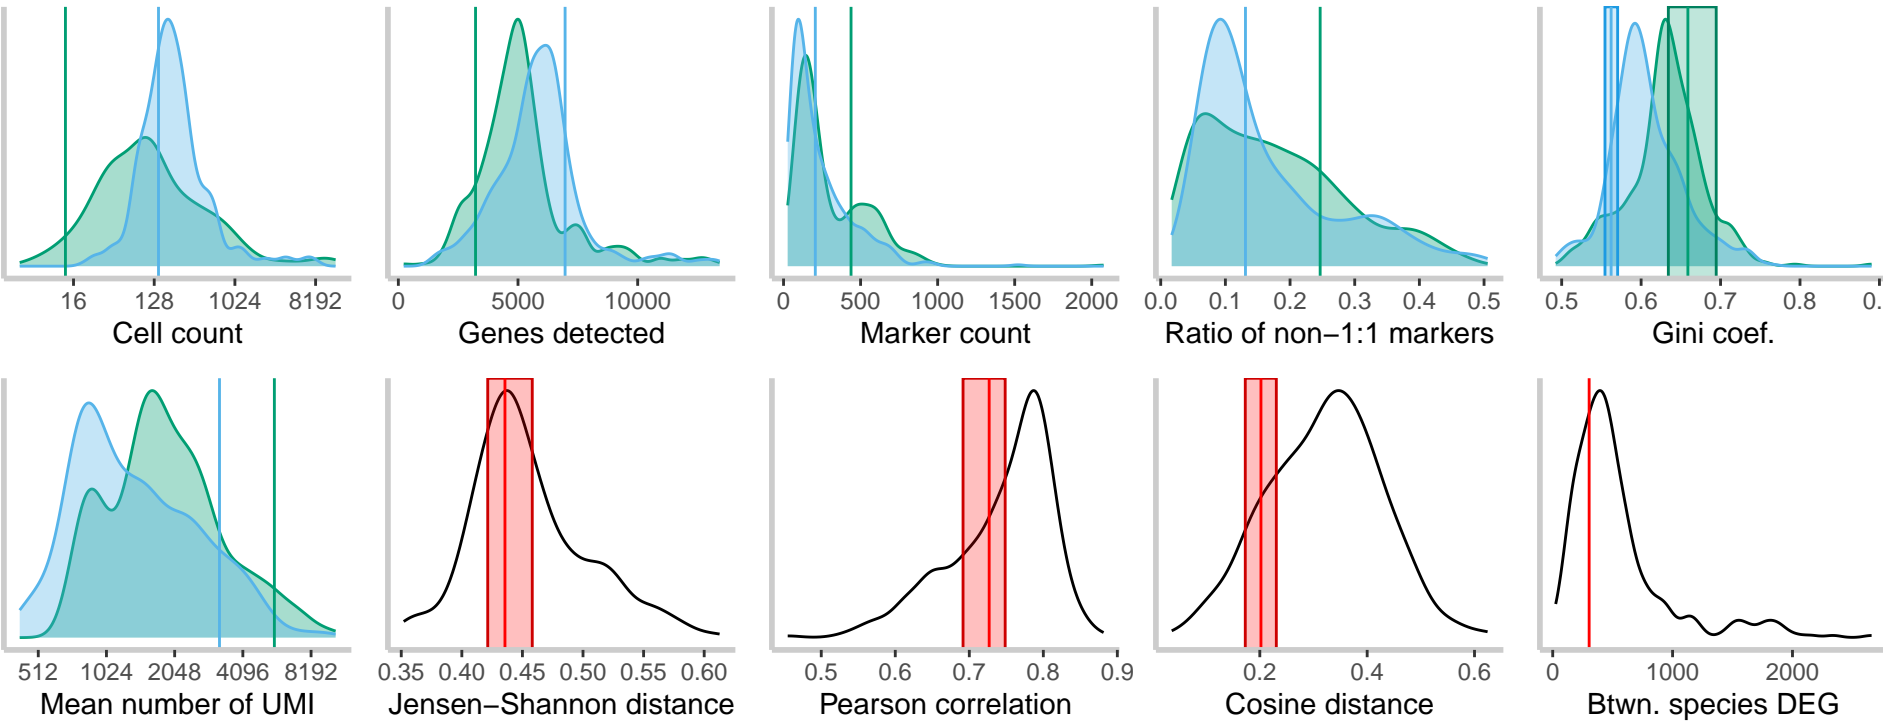 16 128 1024 8192
Cell count
0 5000 10000
Genes detected
0 500 1000 1500 2000
Marker count
0.0 0.1 0.2 0.3 0.4 0.5
Ratio of non−1:1 markers
0.5 0.6 0.7 0.8 0.
Gini coef.
512 1024 2048 4096 8192
Mean number of UMI
0.35 0.40 0.45 0.50 0.55 0.60
Jensen−Shannon distance
0.5 0.6 0.7 0.8 0.9
Pearson correlation
0.2 0.4 0.6
Cosine distance
0 1000 2000
Btwn. species DEG